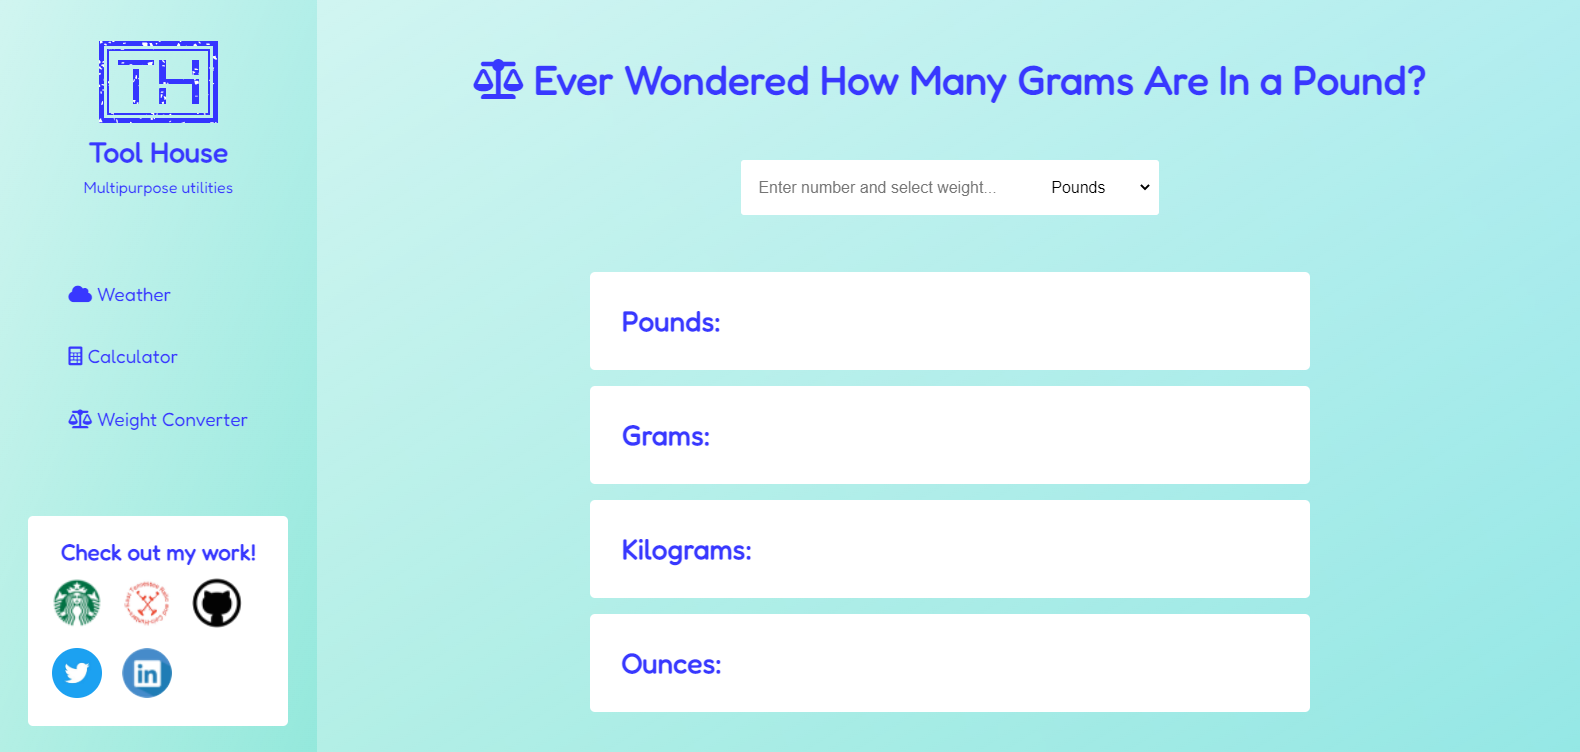 TH
Tool House
Multipurpose utilities
Weather
Calculator
Weight Converter
Check out my work!
in
Ever Wondered How Many Grams Are In a Pound?
Enter number and select weight...
Pounds
Pounds:
Grams:
Kilograms:
Ounces: